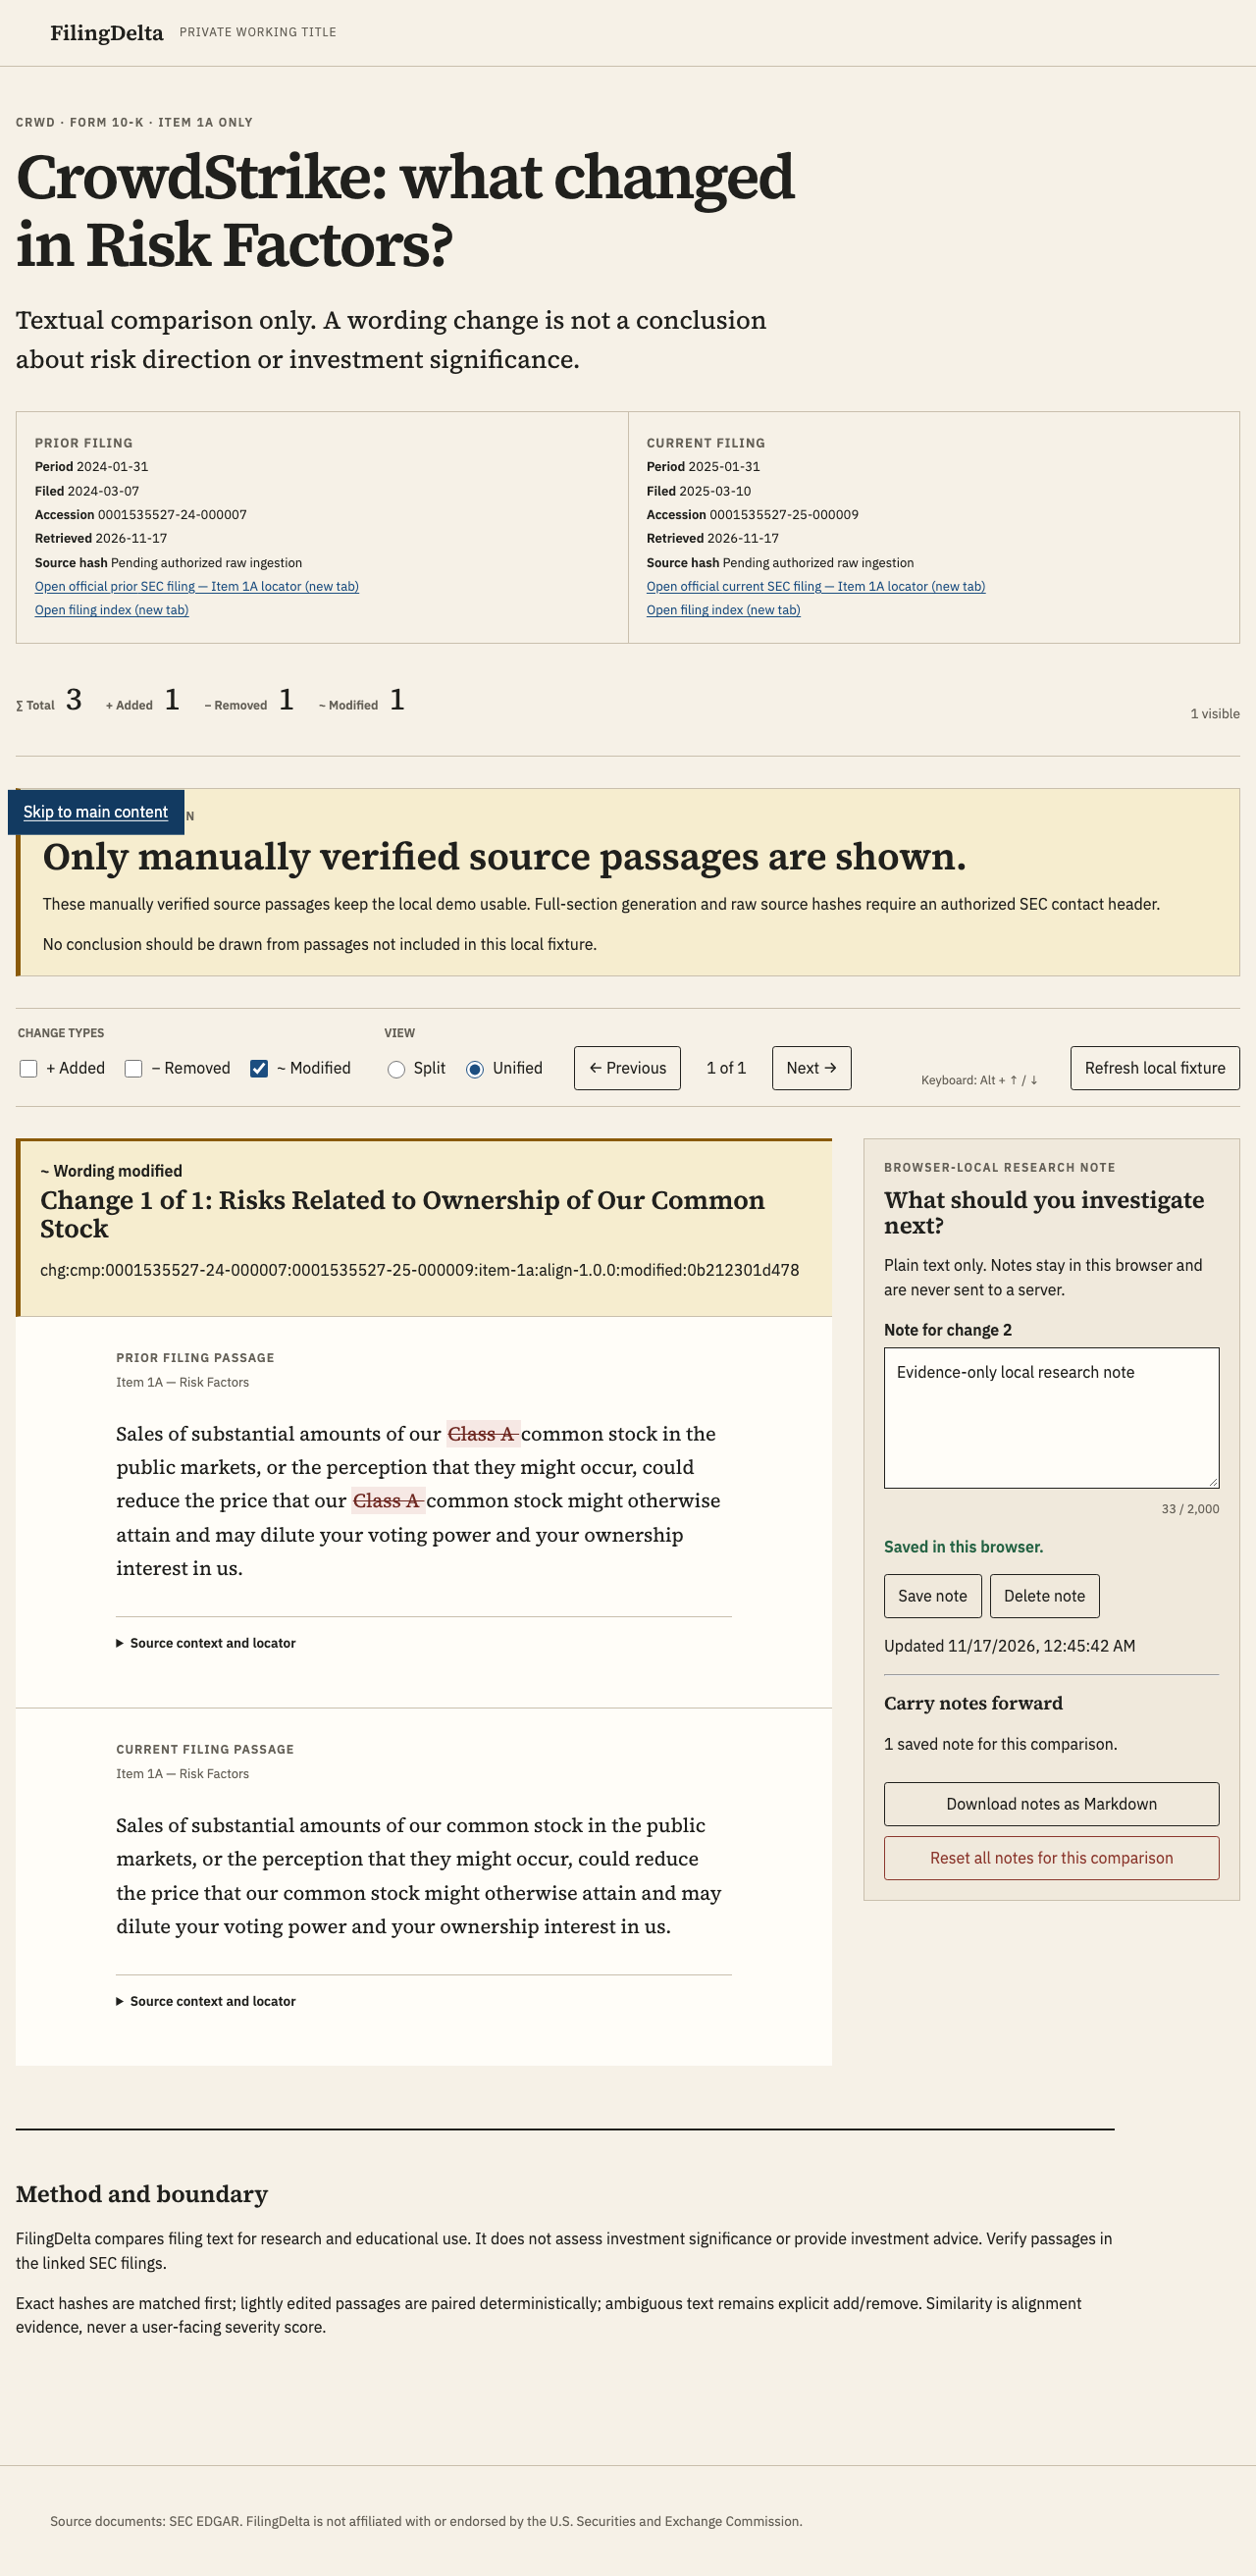 FilingDelta PRIVATE WORKING TITLE
CRWD · FORM 10-K · ITEM 1A ONLY
CrowdStrike: what changed
in Risk Factors?
Textual comparison only. A wording change is not a conclusion
about risk direction or investment significance.
PRIOR FILING
Period 2024-01-31
Filed 2024-03-07
Accession 0001535527-24-000007
Retrieved 2026-11-17
Source hash Pending authorized raw ingestion
Open official prior SEC filing — Item 1A locator (new tab)
Open filing index (new tab)
CURRENT FILING
Period 2025-01-31
Filed 2025-03-10
Accession 0001535527-25-000009
Retrieved 2026-11-17
Source hash Pending authorized raw ingestion
Open official current SEC filing — Item 1A locator (new tab)
Open filing index (new tab)
∑ Total 3 + Added 1 − Removed 1 ~ Modified 1
1 visible
Skip to main content
N
Only manually verified source passages are shown.
These manually verified source passages keep the local demo usable. Full-section generation and raw source hashes require an authorized SEC contact header.
No conclusion should be drawn from passages not included in this local fixture.
CHANGE TYPES
+ Added − Removed ~ Modified
VIEW
Split Unified
← Previous 1 of 1 Next →
Keyboard: Alt + ↑ / ↓
Refresh local fixture
~ Wording modified
Change 1 of 1: Risks Related to Ownership of Our Common
Stock
chg:cmp:0001535527-24-000007:0001535527-25-000009:item-1a:align-1.0.0:modified:0b212301d478
PRIOR FILING PASSAGE
Item 1A — Risk Factors
Sales of substantial amounts of our Class A common stock in the
public markets, or the perception that they might occur, could
reduce the price that our Class A common stock might otherwise
attain and may dilute your voting power and your ownership
interest in us.
▶ Source context and locator
CURRENT FILING PASSAGE
Item 1A — Risk Factors
Sales of substantial amounts of our common stock in the public
markets, or the perception that they might occur, could reduce
the price that our common stock might otherwise attain and may
dilute your voting power and your ownership interest in us.
▶ Source context and locator
BROWSER-LOCAL RESEARCH NOTE
What should you investigate
next?
Plain text only. Notes stay in this browser and
are never sent to a server.
Note for change 2
Evidence-only local research note
33 / 2,000
Saved in this browser.
Save note Delete note
Updated 11/17/2026, 12:45:42 AM
Carry notes forward
1 saved note for this comparison.
Download notes as Markdown
Reset all notes for this comparison
Method and boundary
FilingDelta compares filing text for research and educational use. It does not assess investment significance or provide investment advice. Verify passages in
the linked SEC filings.
Exact hashes are matched first; lightly edited passages are paired deterministically; ambiguous text remains explicit add/remove. Similarity is alignment
evidence, never a user-facing severity score.
Source documents: SEC EDGAR. FilingDelta is not affiliated with or endorsed by the U.S. Securities and Exchange Commission.